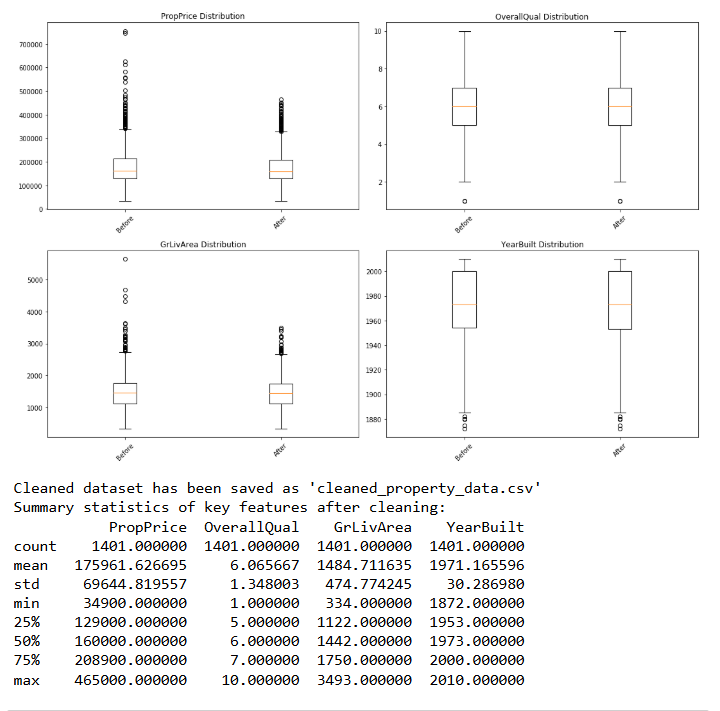 PropPrice Distribution
700000
600000
500000
400000
300000
200000
100000
0
Before
After
OverallQual Distribution
10
8
6
4
2
Before
After
GrLivArea Distribution
5000
4000
3000
2000
1000
Before
After
YearBuilt Distribution
2000
1980
1960
1940
1920
1900
1880
Before
After
Cleaned dataset has been saved as 'cleaned_property_data.csv'
Summary statistics of key features after cleaning:
PropPrice OverallQual GrLivArea YearBuilt
count 1401.000000 1401.000000 1401.000000 1401.000000
mean 175961.626695 6.065667 1484.711635 1971.165596
std 69644.819557 1.348003 474.774245 30.286980
min 34900.000000 1.000000 334.000000 1872.000000
25% 129000.000000 5.000000 1122.000000 1953.000000
50% 160000.000000 6.000000 1442.000000 1973.000000
75% 208900.000000 7.000000 1750.000000 2000.000000
max 465000.000000 10.000000 3493.000000 2010.000000